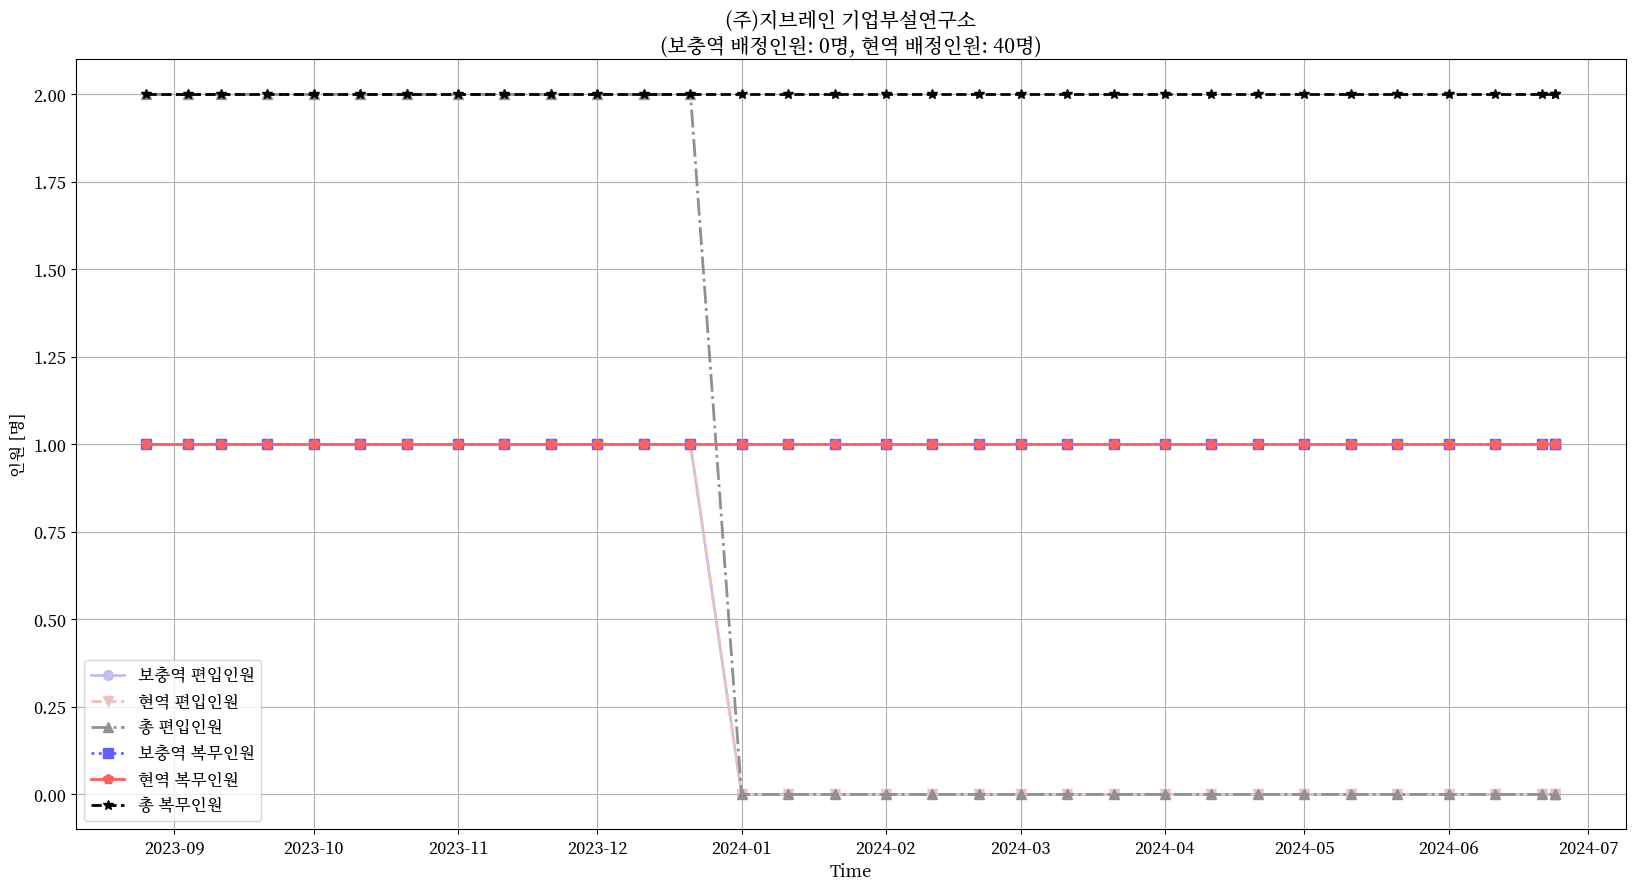 (주)지브레인 기업부설연구소
(보충역 배정인원: 0명, 현역 배정인원: 40명)
2.00
1.75
1.50
1.25
1.00
0.75
0.50
0.25
0.00
인원 [명]
보충역 편입인원
현역 편입인원
총 편입인원
보충역 복무인원
현역 복무인원
총 복무인원
2023-09
2023-10
2023-11
2023-12
2024-01
2024-02
2024-03
2024-04
2024-05
2024-06
2024-07
Time